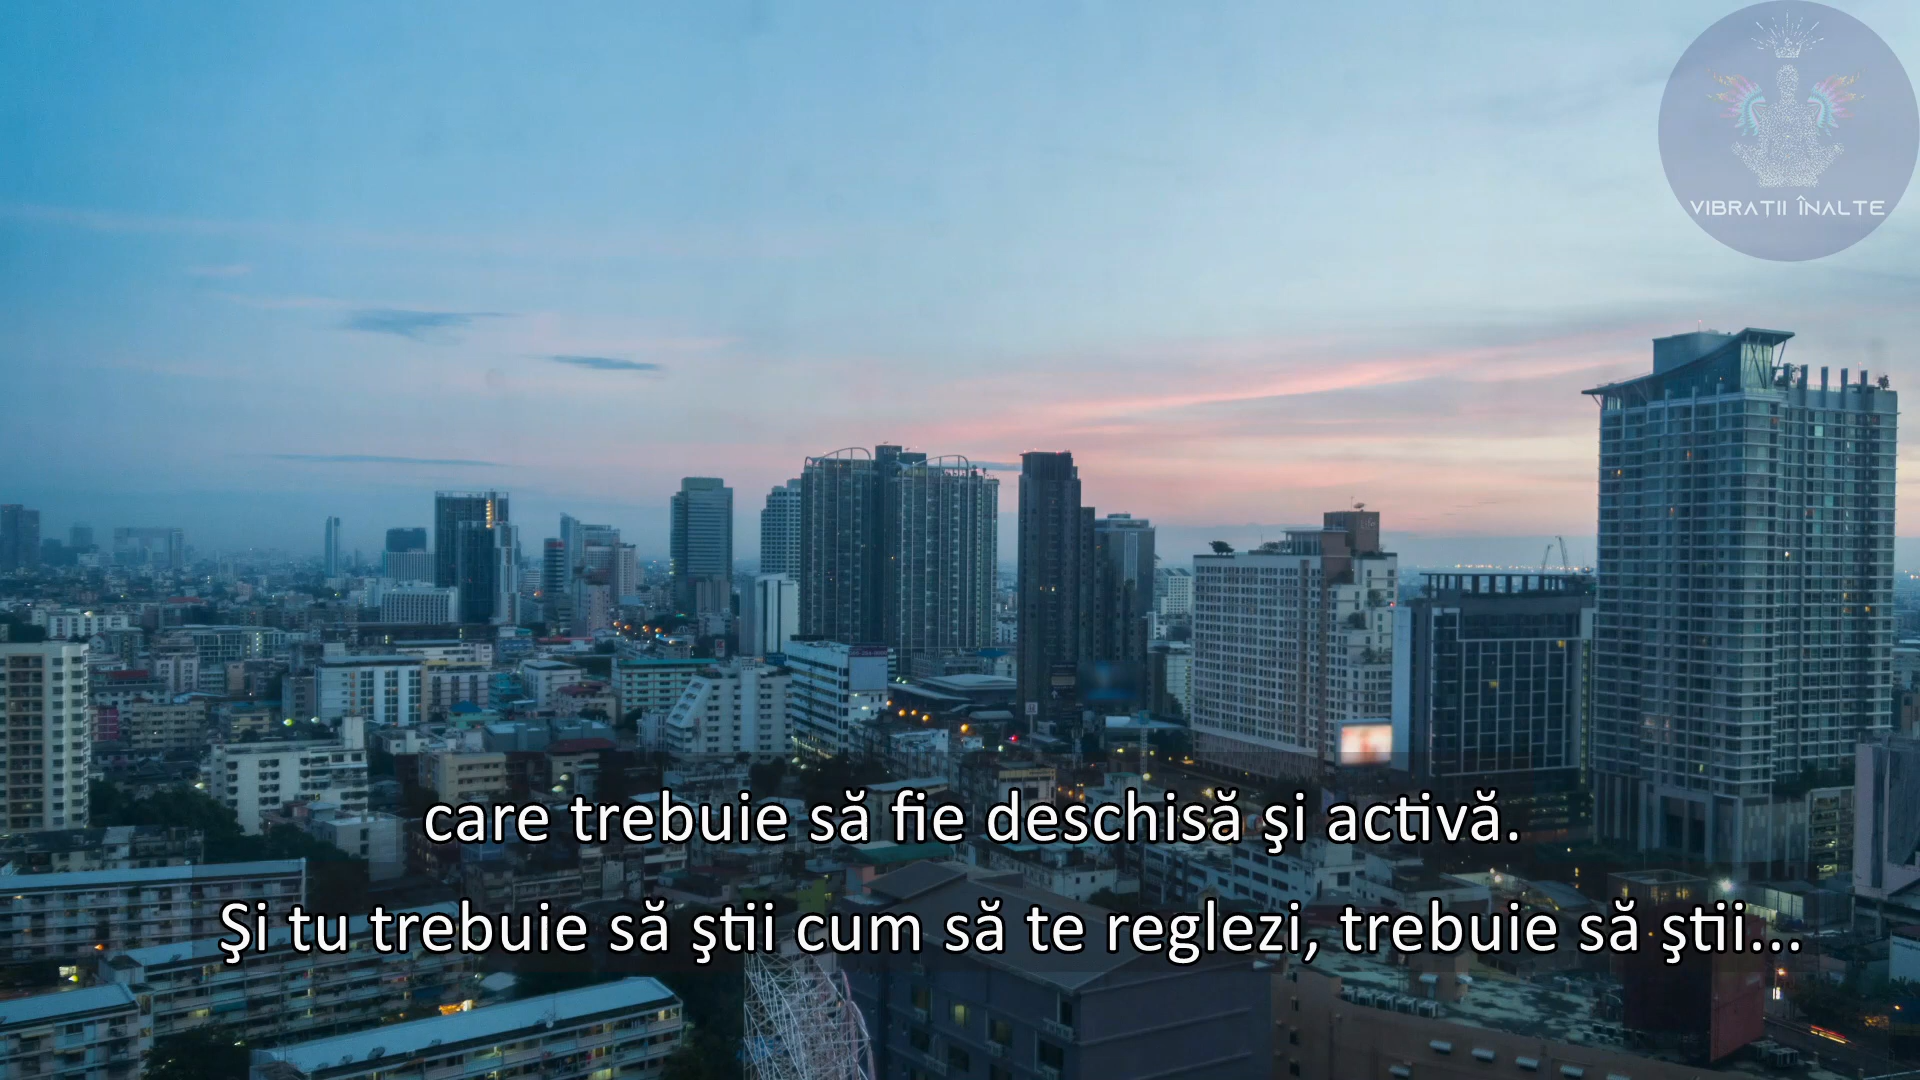 VIBRAȚII ÎNALTE
care trebuie să fie deschisă şi activă.
Şi tu trebuie să ştii cum să te reglezi, trebuie să ştii...